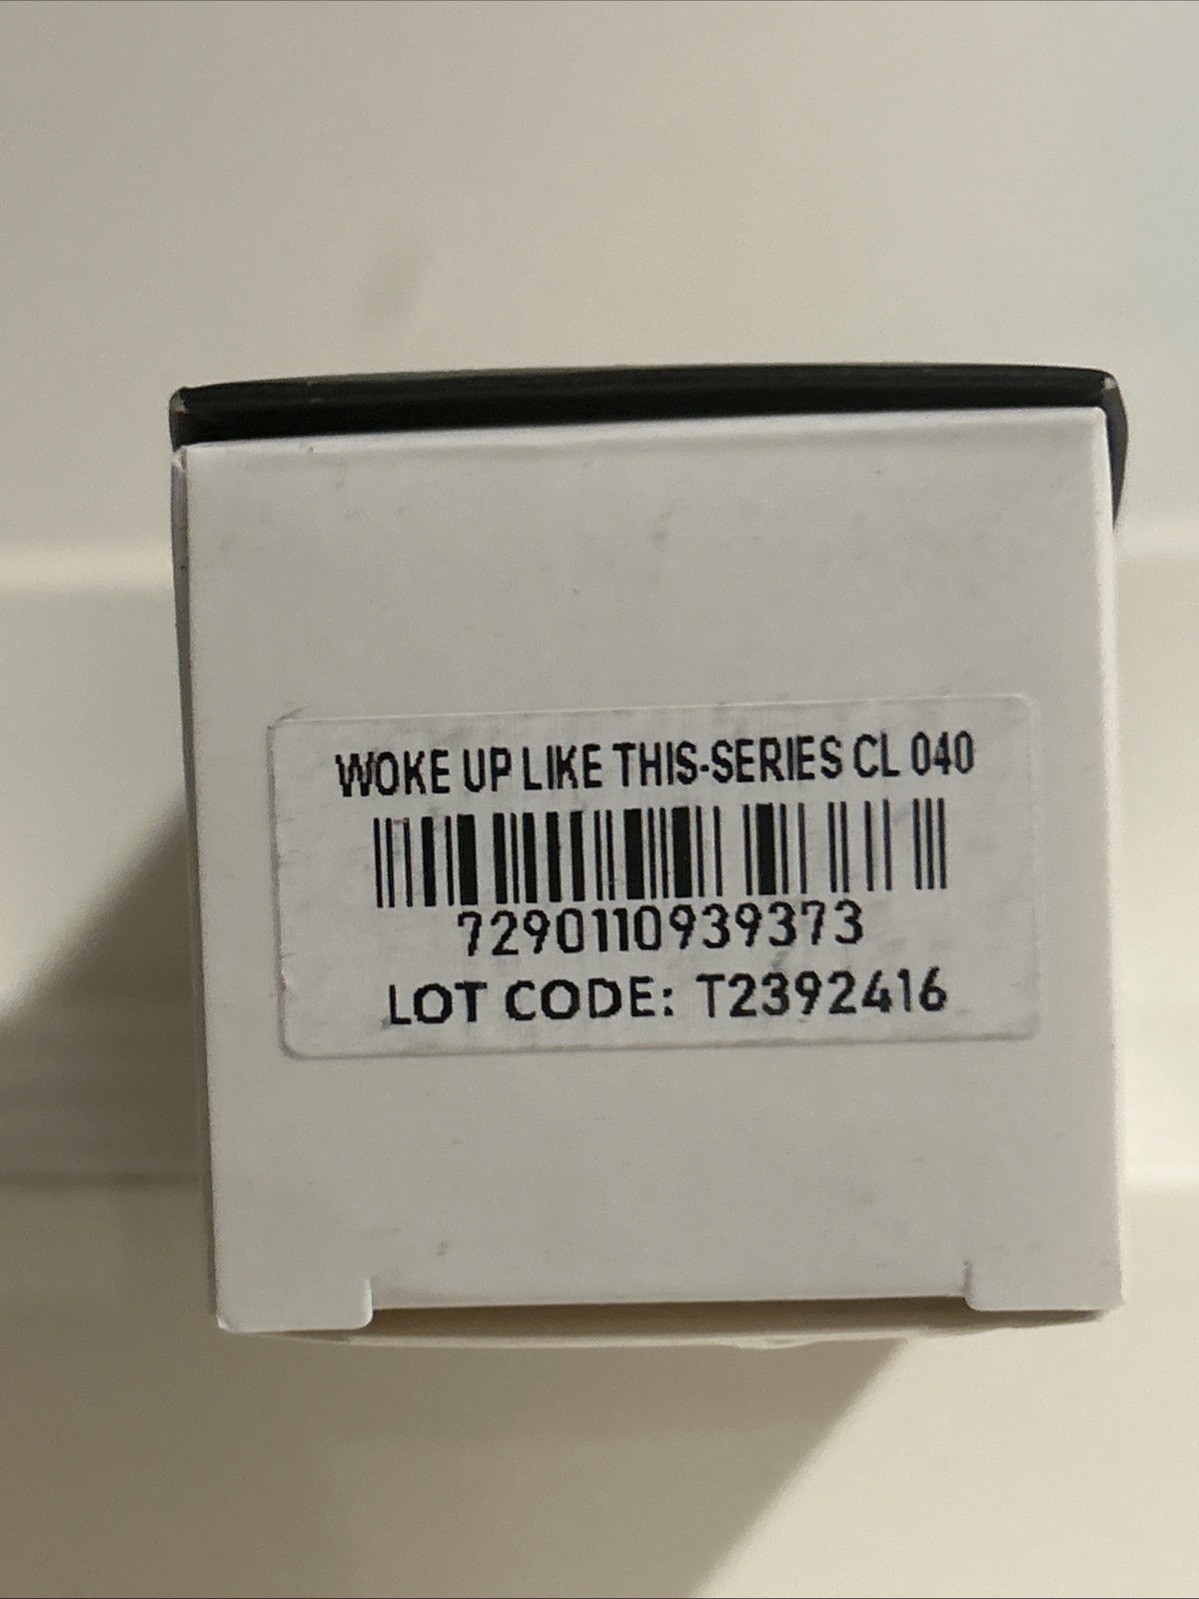 WOKE UP LIKE THIS-SERIES CL 040
7290110939373
LOT CODE: T2392416